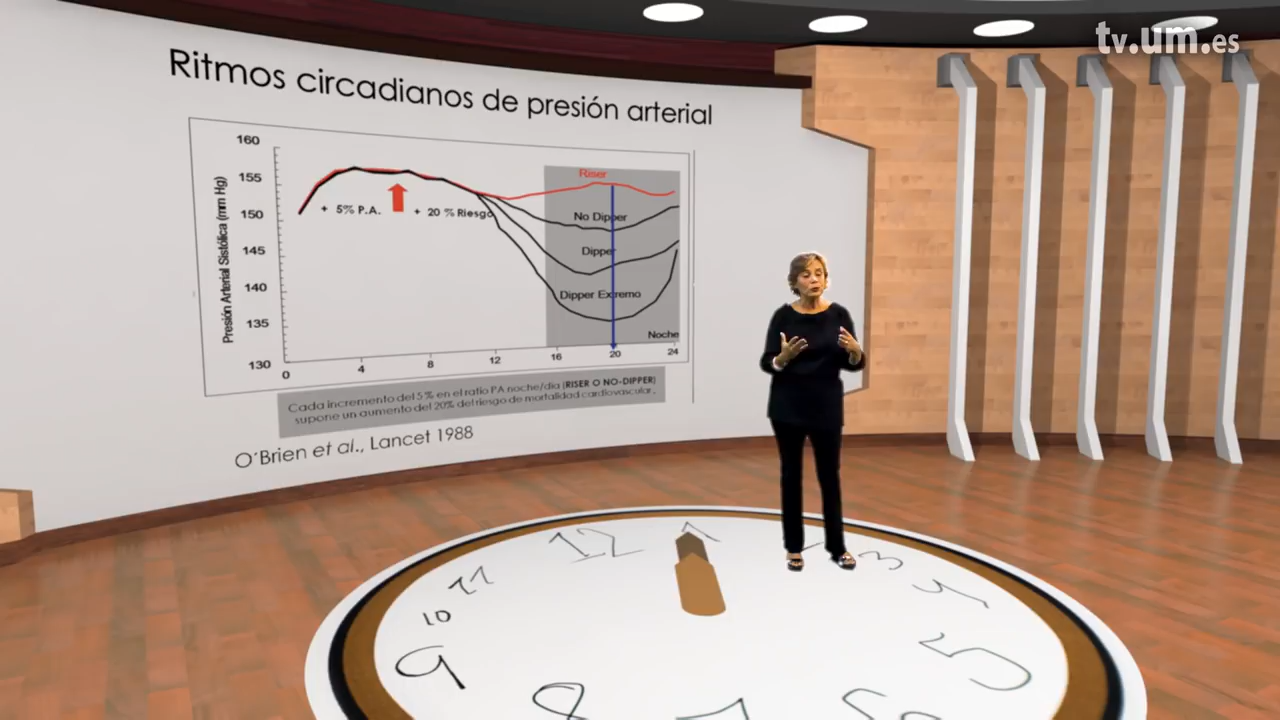 tv.um.es
Ritmos circadianos de presión arterial
160
155
150
145
140
135
130
Presión Arterial Sistólica (mm Hg)
+ 5% P.A.
+ 20 % Riesgo
Riser
No Dipper
Dipper
Dipper Extremo
Noche
0 4 8 12 16 20 24
Cada incremento del 5 % en el ratio PA noche/día (RISER O NO-DIPPER)
supone un aumento del 20% del riesgo de mortalidad cardiovascular.
O´Brien et al., Lancet 1988
12
1
2
3
4
5
6
7
8
9
10
11